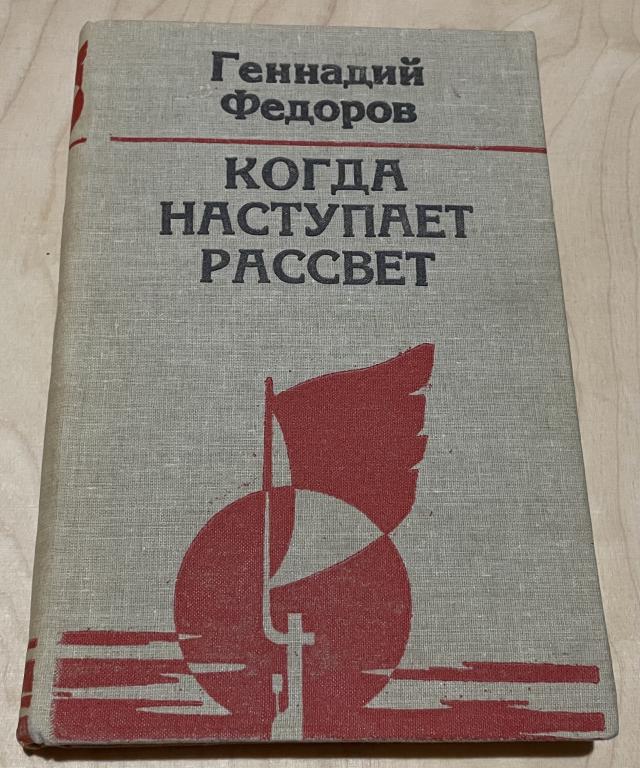 Геннадий
Федоров
КОГДА
НАСТУПАЕТ
РАССВЕТ